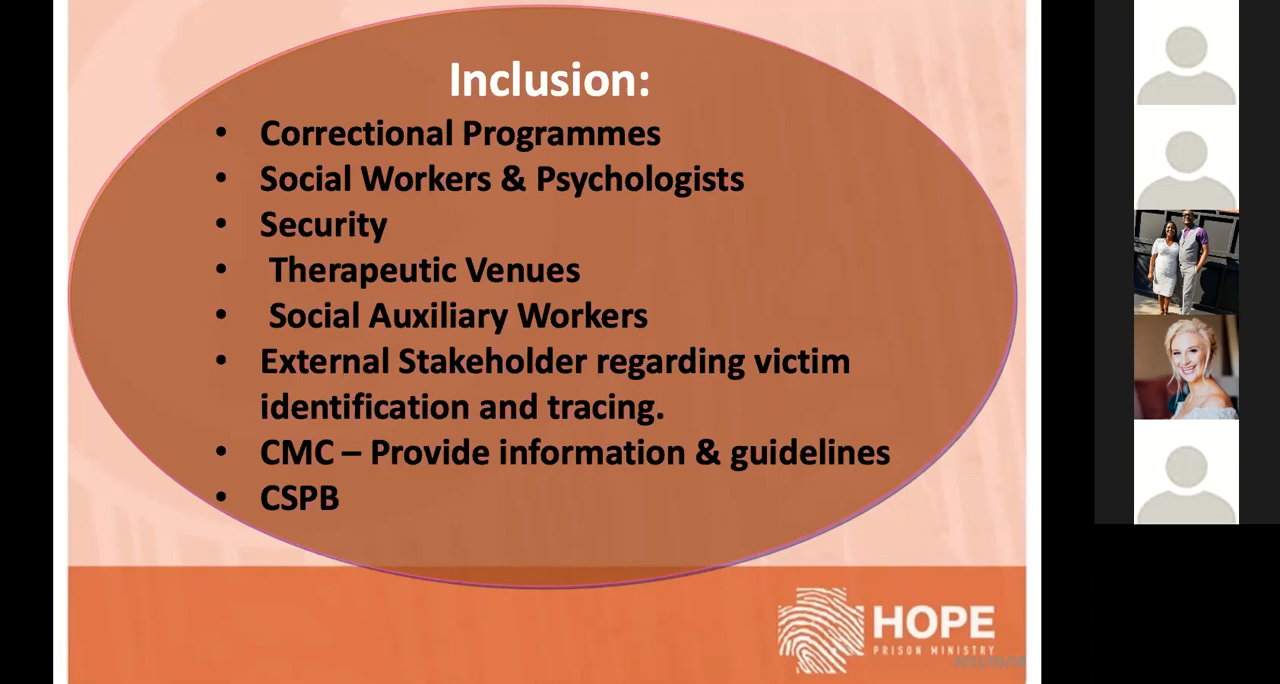 Inclusion:
• Correctional Programmes
• Social Workers & Psychologists
• Security
• Therapeutic Venues
• Social Auxiliary Workers
• External Stakeholder regarding victim
identification and tracing.
• CMC – Provide information & guidelines
• CSPB
HOPE
PRISON MINISTRY